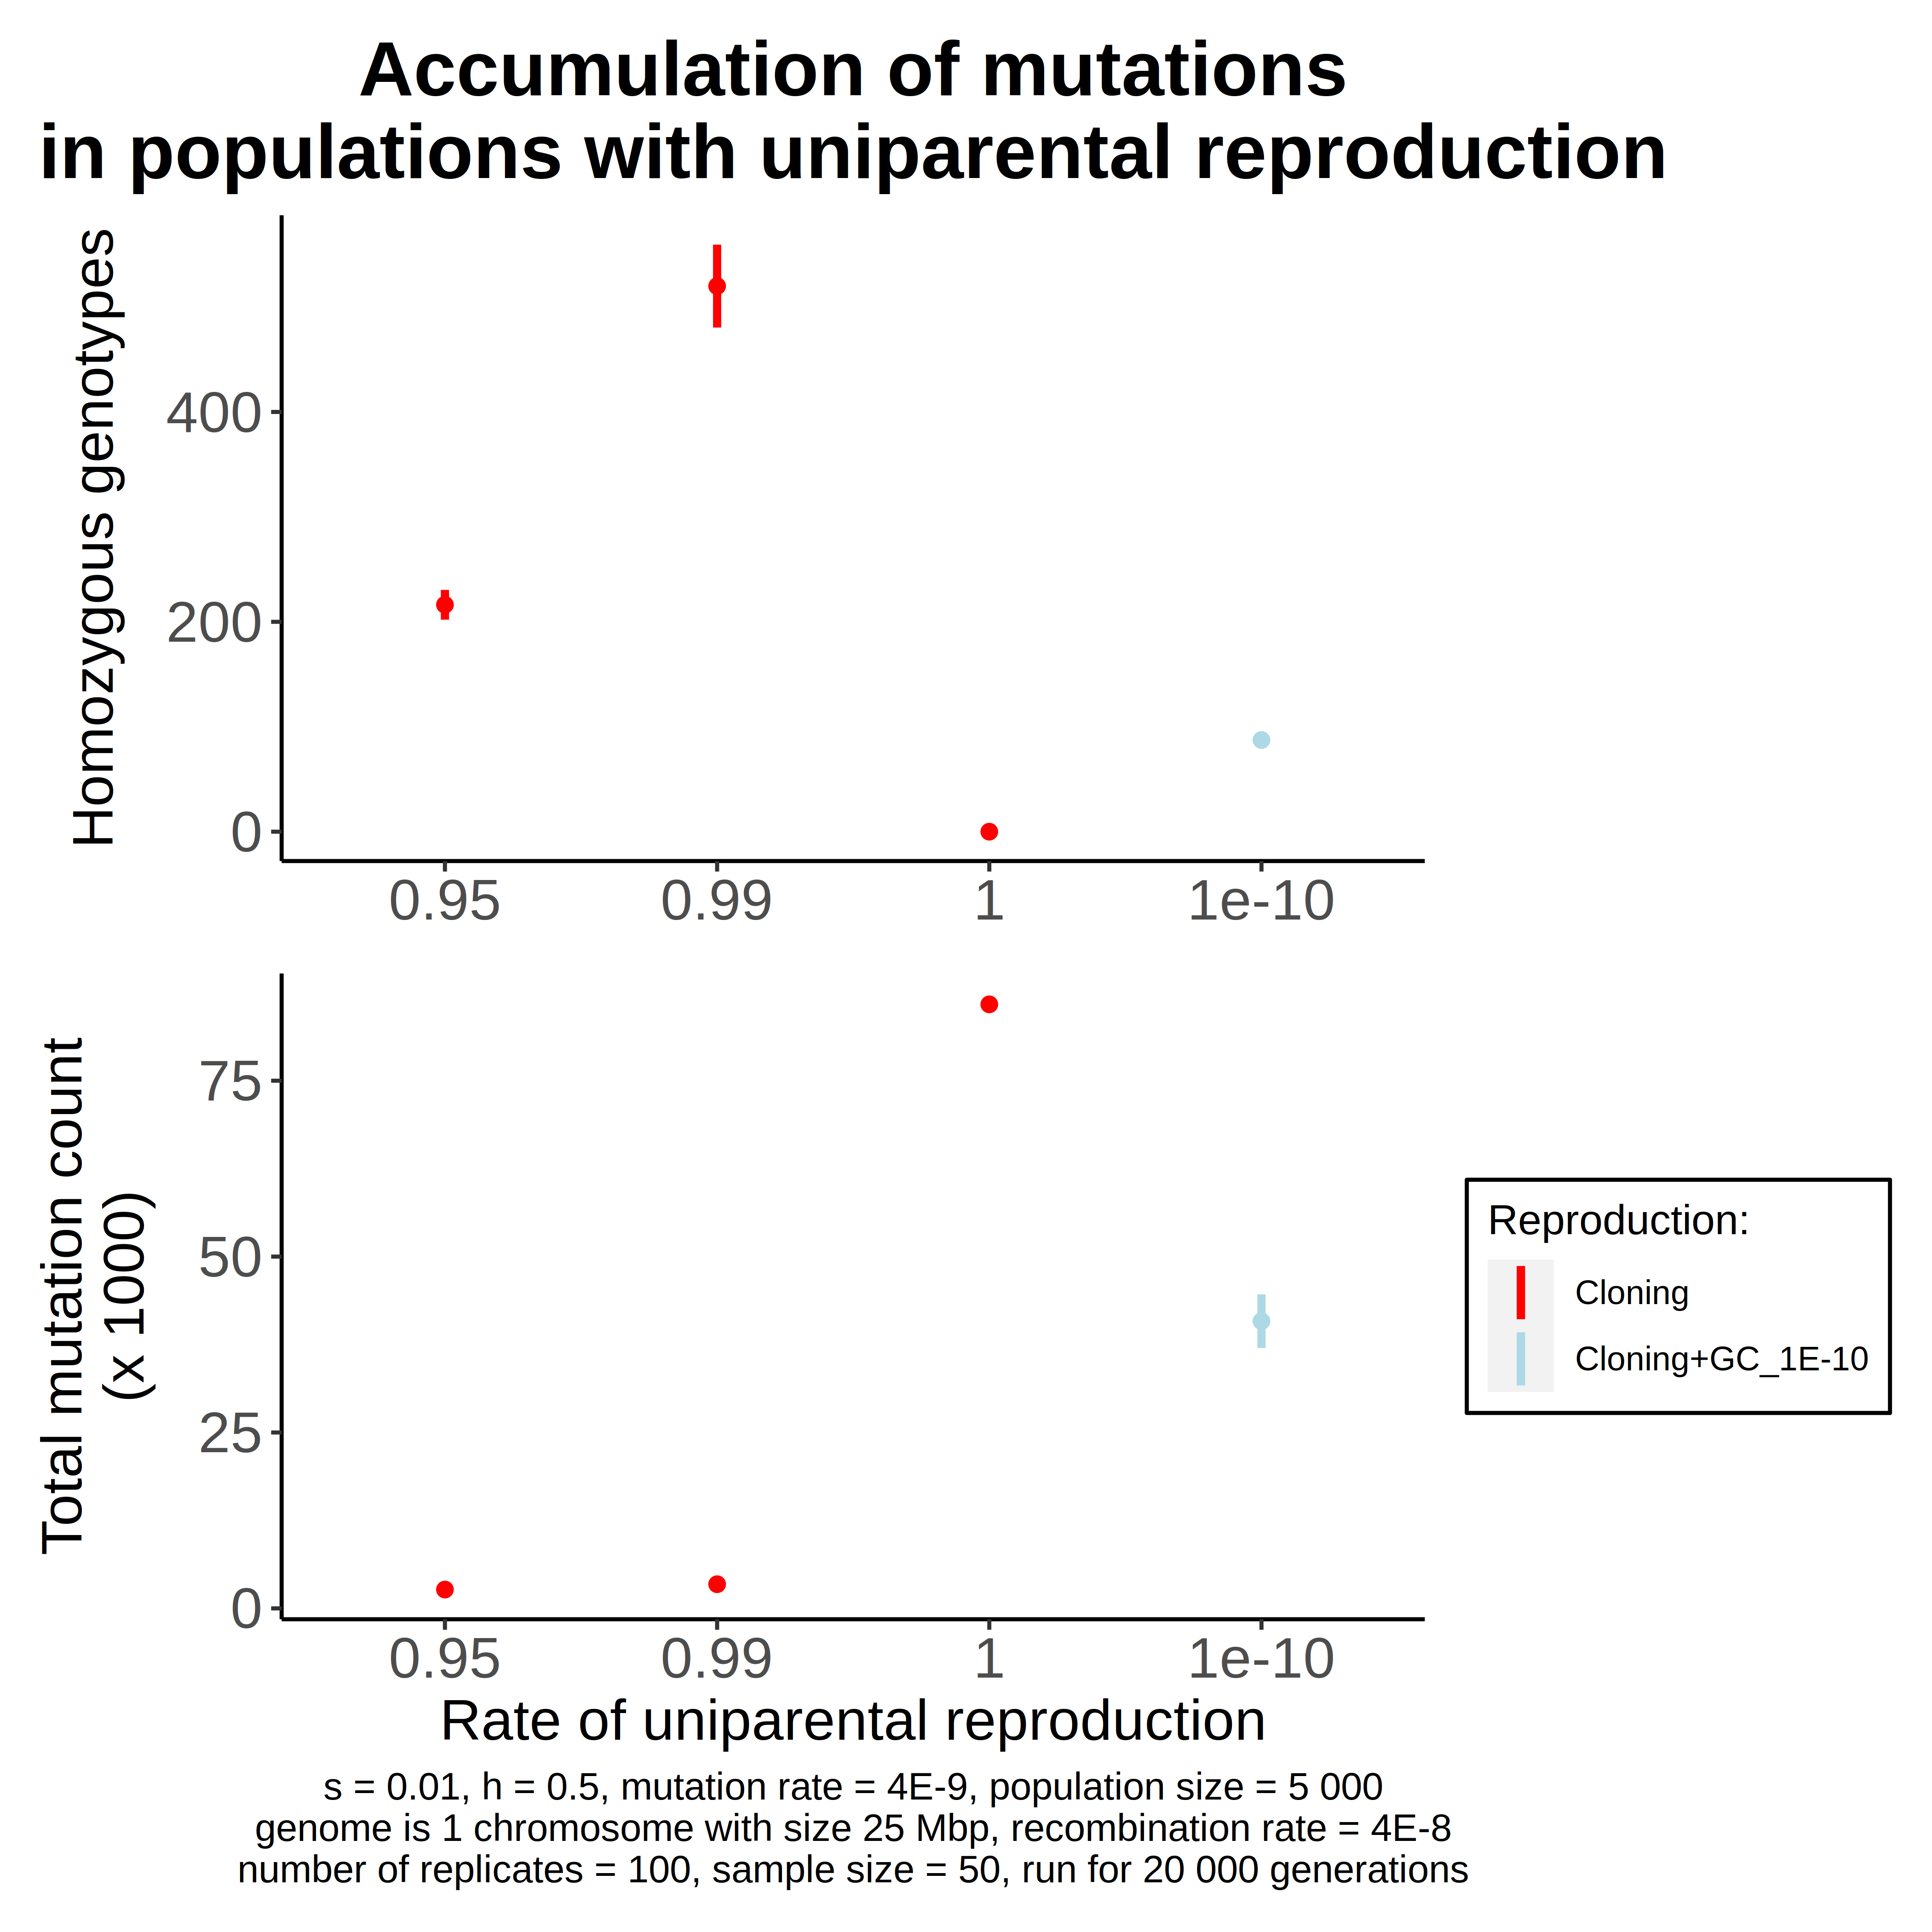 Accumulation of mutations
in populations with uniparental reproduction
Homozygous genotypes
400
200
0
0.95 0.99 1 1e-10
Total mutation count
(x 1000)
75
50
25
0
0.95 0.99 1 1e-10
Rate of uniparental reproduction
Reproduction:
Cloning
Cloning+GC_1E-10
s = 0.01, h = 0.5, mutation rate = 4E-9, population size = 5 000
genome is 1 chromosome with size 25 Mbp, recombination rate = 4E-8
number of replicates = 100, sample size = 50, run for 20 000 generations